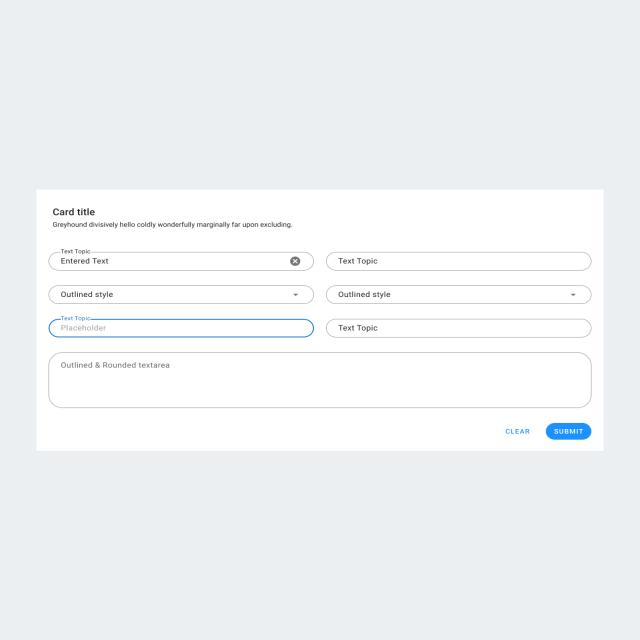 Card title
Greyhound divisively hello coldly wonderfully marginally far upon excluding.
Text Topic
Entered Text
Text Topic
Outlined style
Outlined style
Text Topic
Placeholder
Text Topic
Outlined & Rounded textarea
CLEAR
SUBMIT